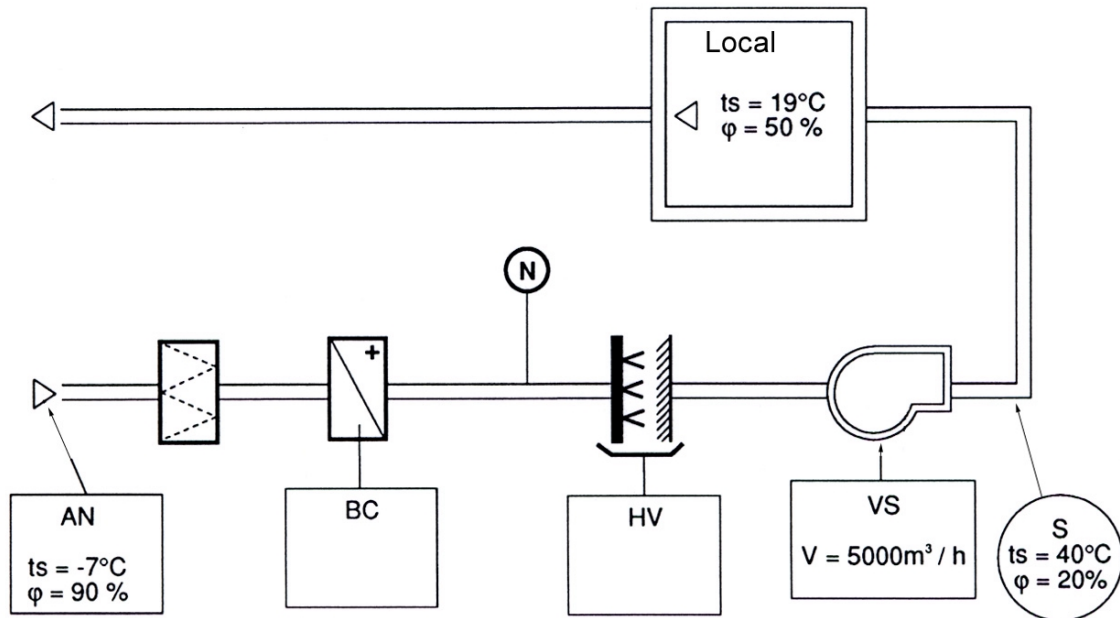 Local
ts = 19°C
φ = 50 %
N
+
AN
ts = -7°C
φ = 90 %
BC
HV
VS
V = 5000m³ / h
S
ts = 40°C
φ = 20%